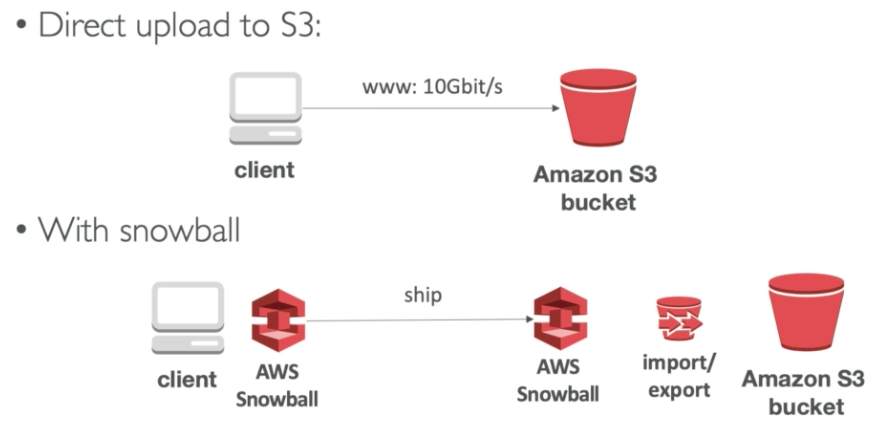 • Direct upload to S3:
www: 10Gbit/s
client
Amazon S3
bucket
• With snowball
ship
client
AWS
Snowball
AWS
Snowball
import/
export
Amazon S3
bucket